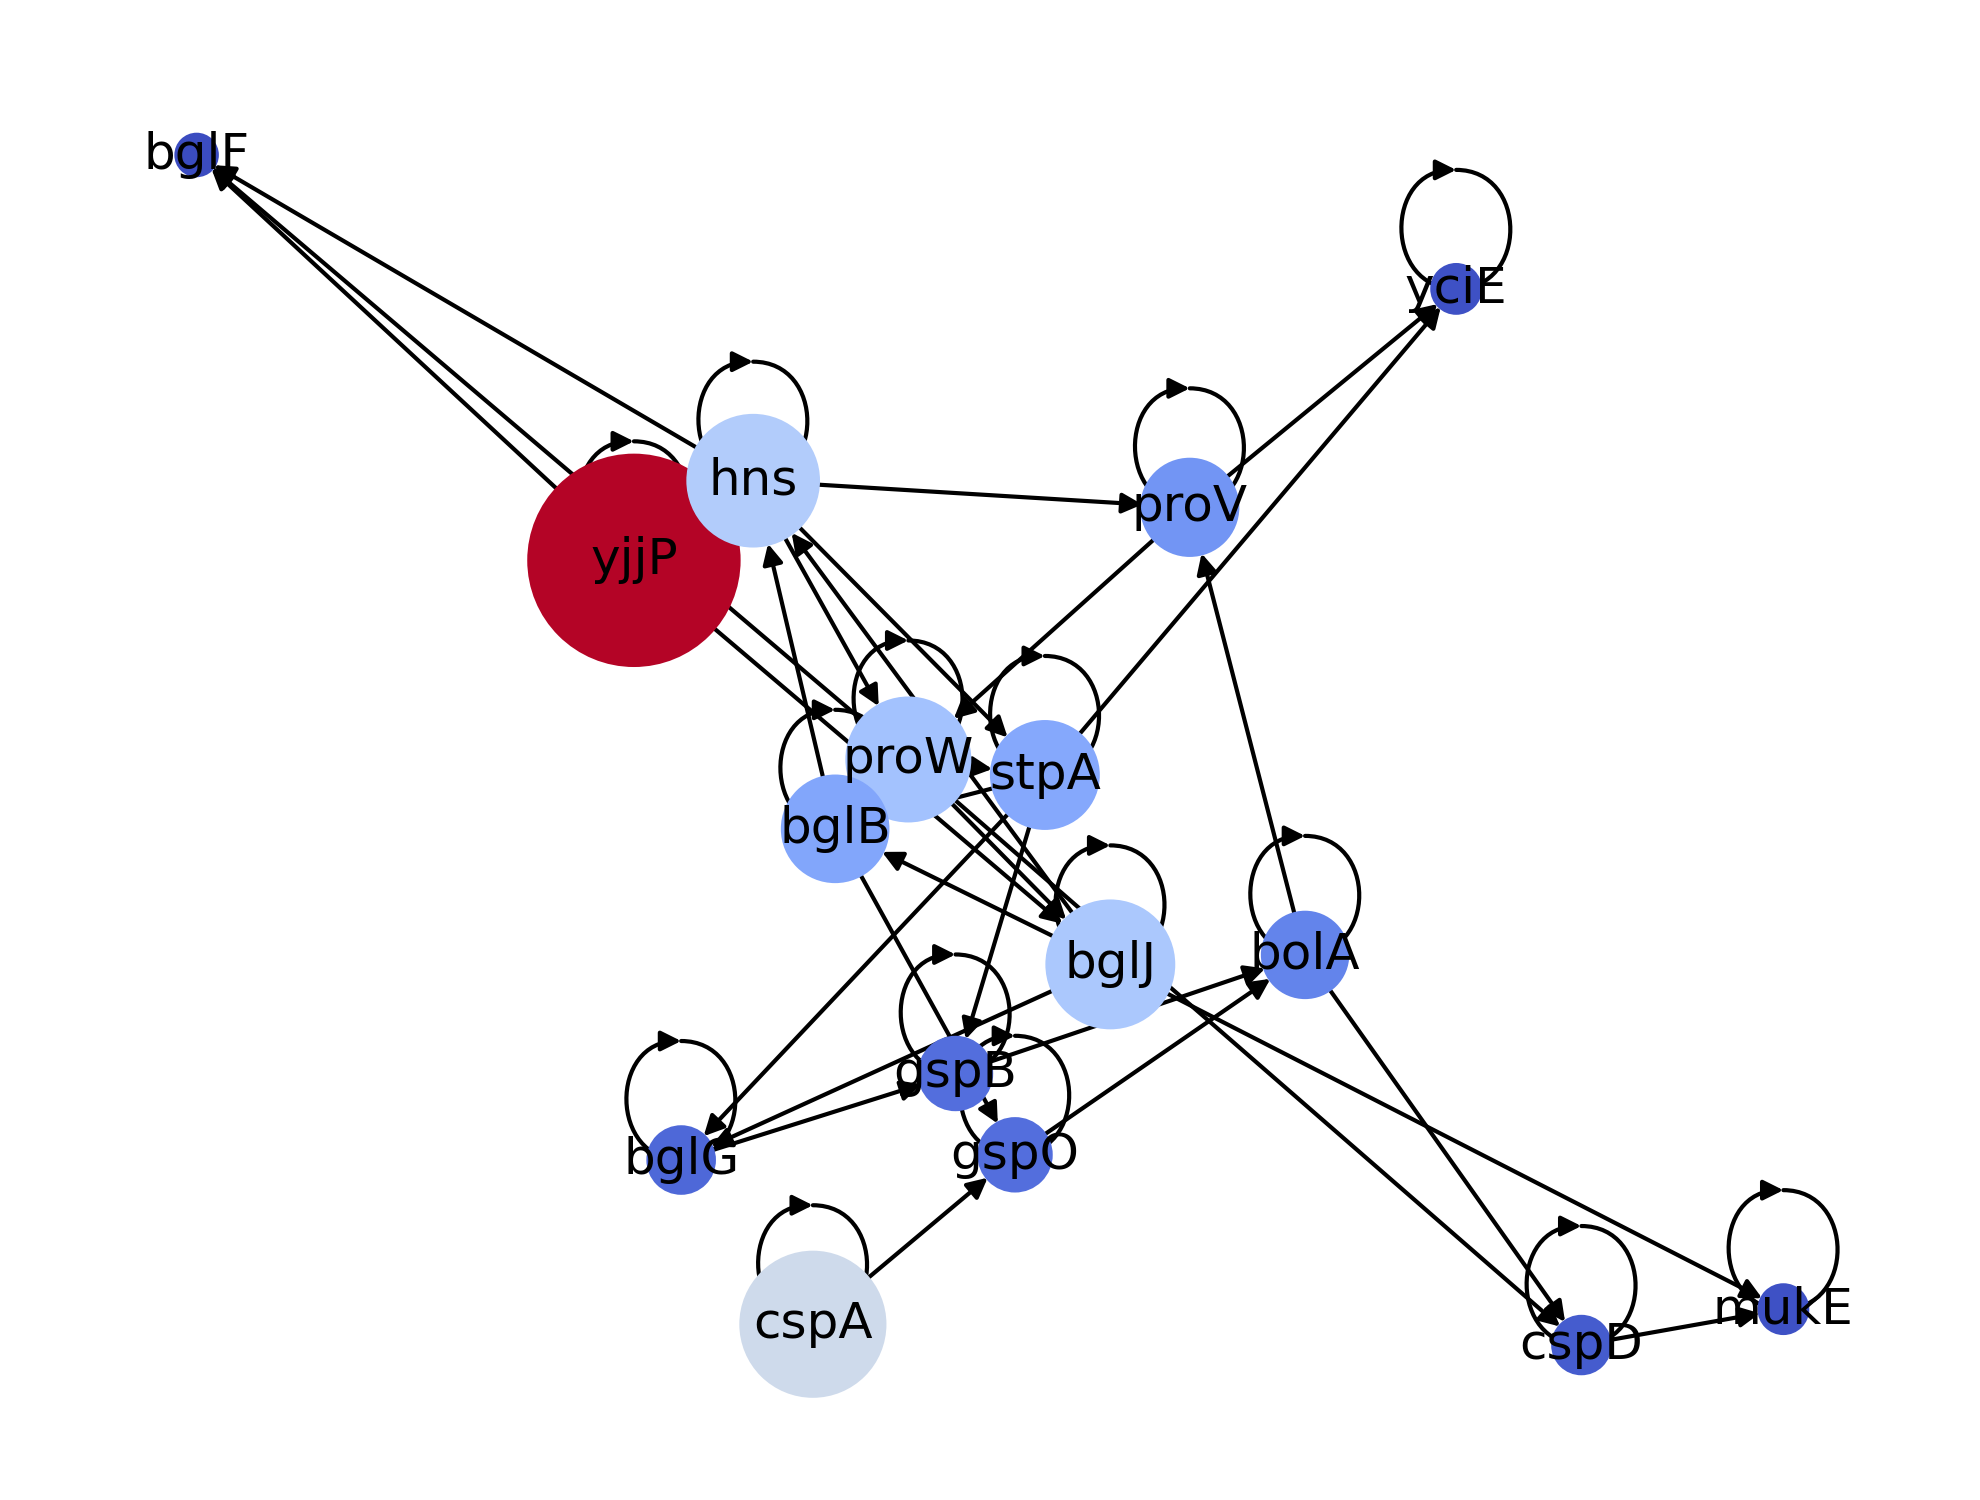 bglF
yciE
hns
proV
yjjP
proW
stpA
bglB
bglJ
bolA
gspB
bglG
gspO
cspA
mukE
cspD